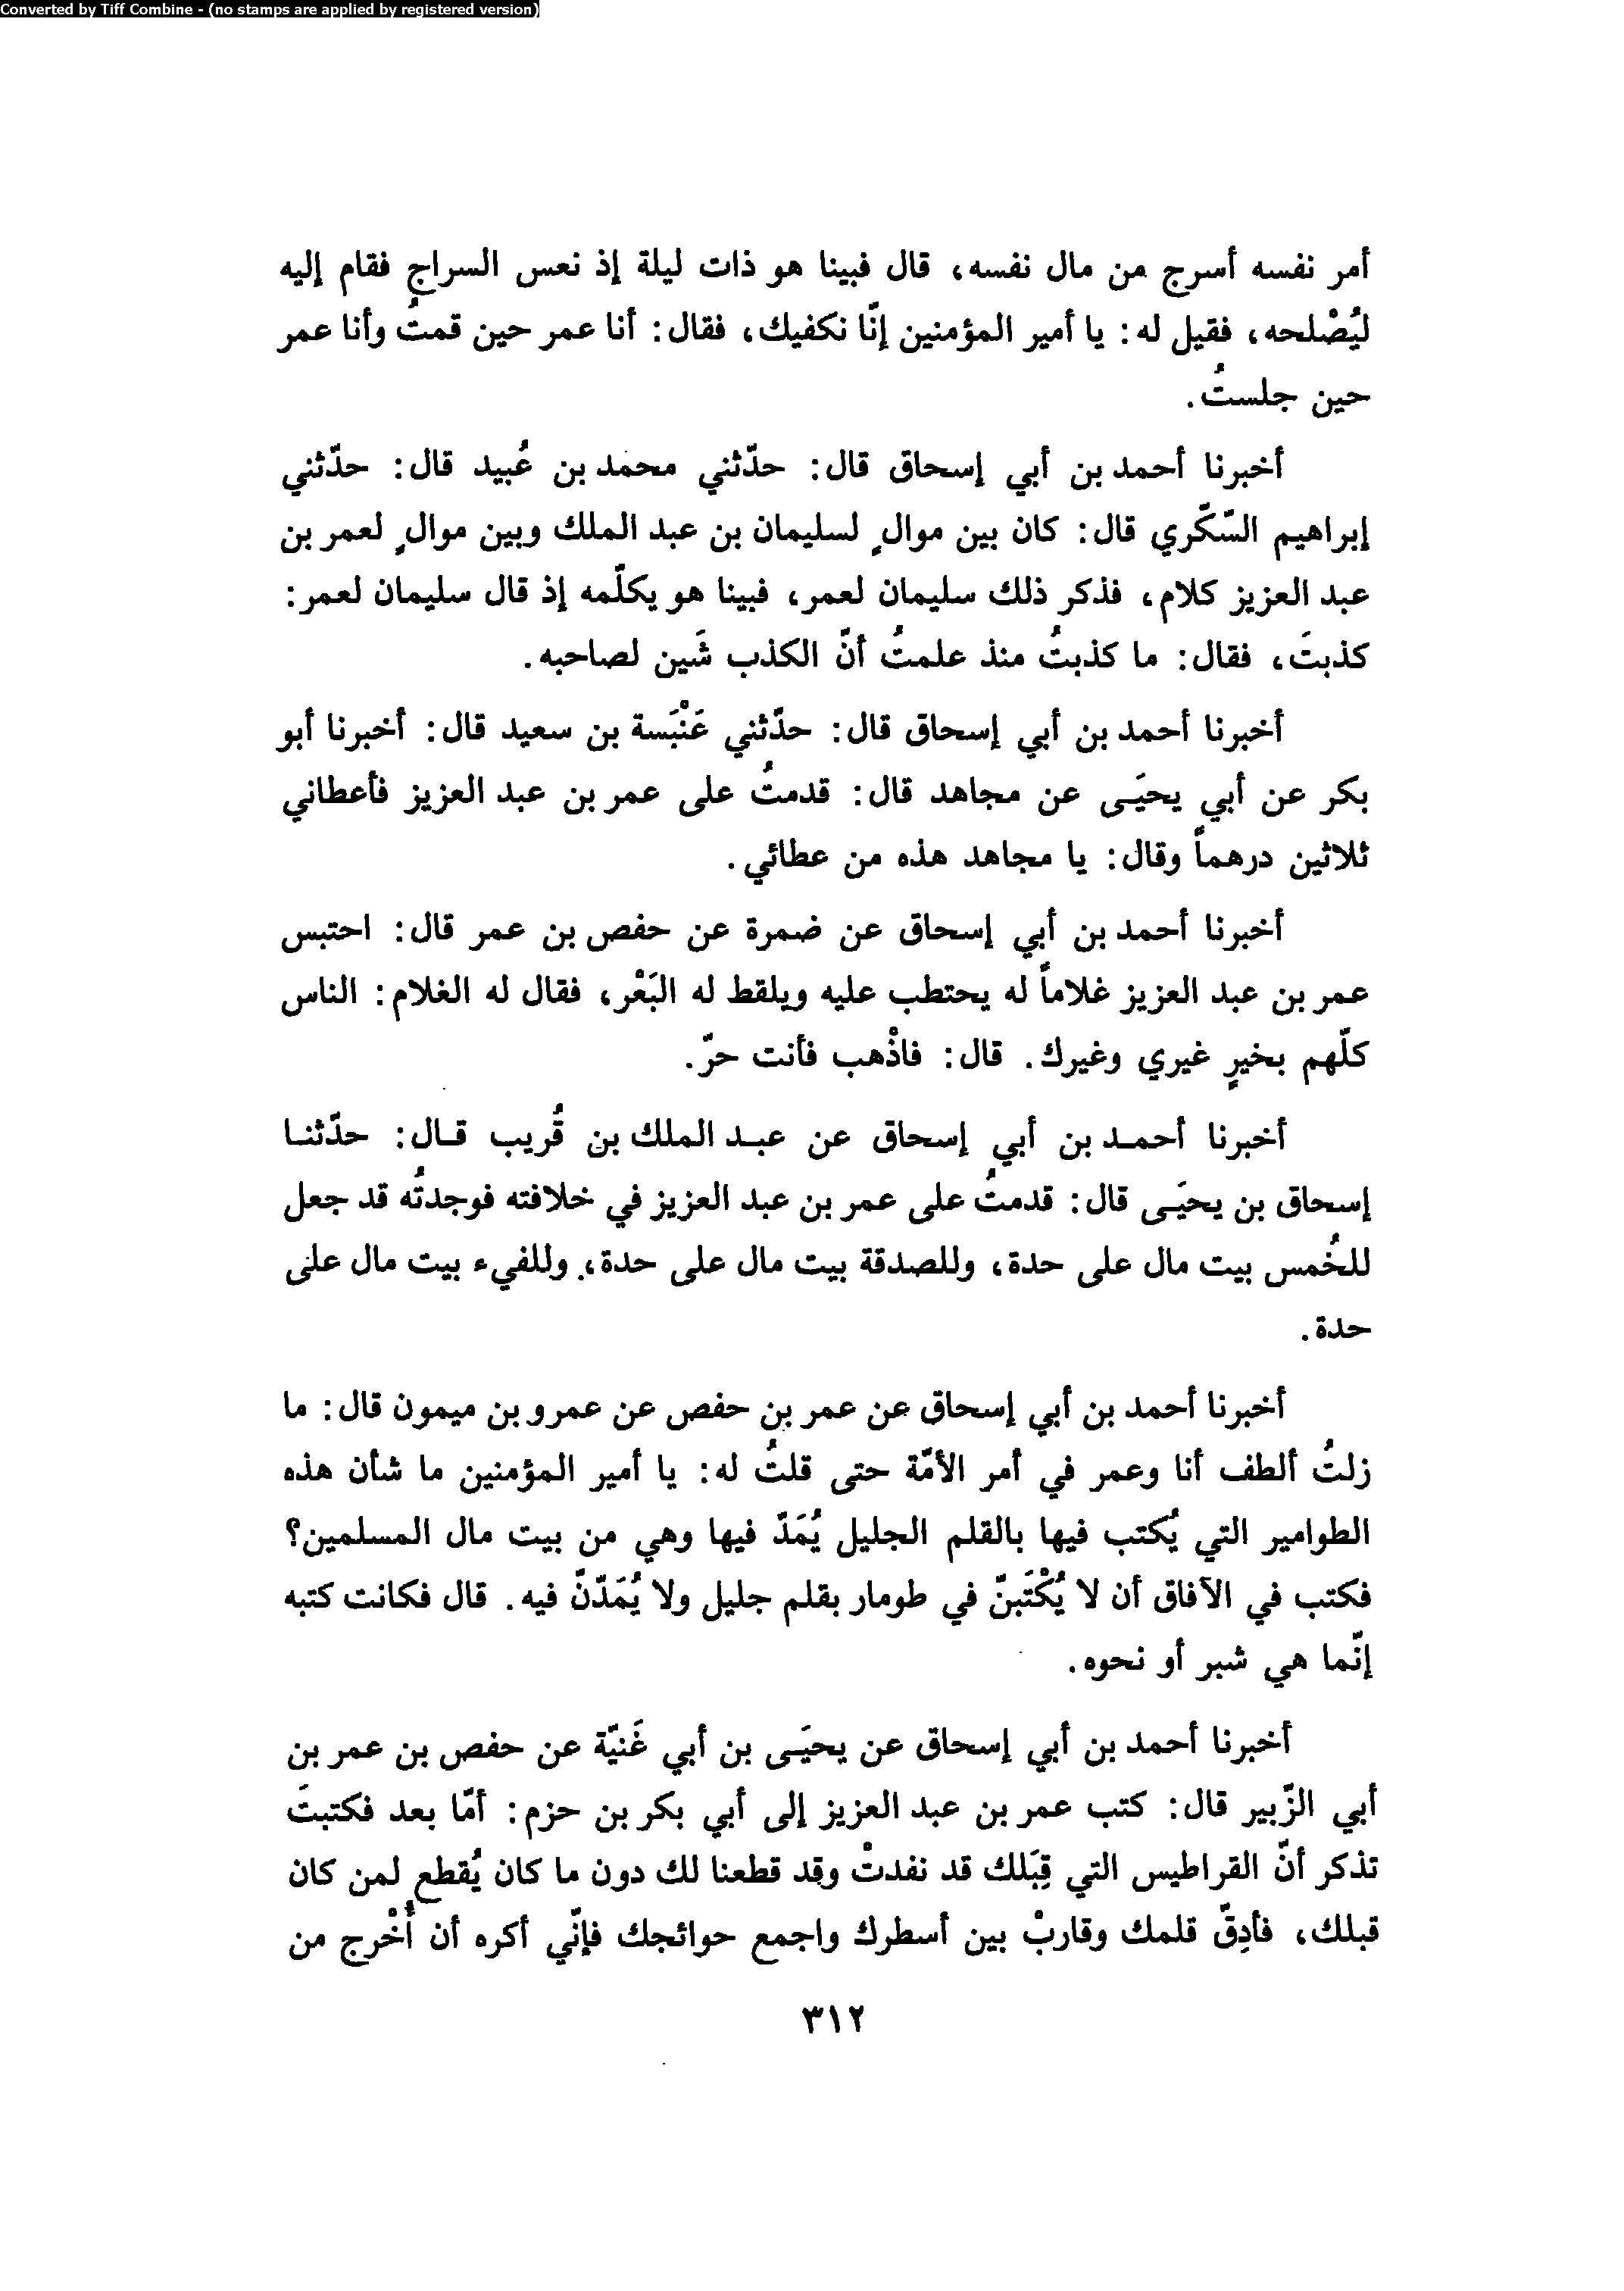 Converted by Tiff Combine - (no stamps are applied by registered version)
أمر نفسه أسرج من مال نفسه، قال فبينا هو ذات ليلة إذ نعس السراج فقام إليه
ليُصْلحه، فقيل له: يا أمير المؤمنين إنّا نكفيك، فقال: أنا عمر حين قمتُ وأنا عمر
حين جلستُ.
أخبرنا أحمد بن أبي إسحاق قال: حدّثني محمد بن عُبيد قال: حدّثني
إبراهيم السّكّري قال: كان بين موالٍ لسليمان بن عبد الملك وبين موالٍ لعمر بن
عبد العزيز كلام، فذكر ذلك سليمان لعمر، فبينا هو يكلّمه إذ قال سليمان لعمر:
كذبتَ، فقال: ما كذبتُ منذ علمتُ أنّ الكذب شَين لصاحبه.
أخبرنا أحمد بن أبي إسحاق قال: حدّثني عَنْبَسة بن سعيد قال: أخبرنا أبو
بكر عن أبي يحيَى عن مجاهد قال: قدمتُ على عمر بن عبد العزيز فأعطاني
ثلاثين درهماً وقال: يا مجاهد هذه من عطائي.
أخبرنا أحمد بن أبي إسحاق عن ضمرة عن حفص بن عمر قال: احتبس
عمر بن عبد العزيز غلاماً له يحتطب عليه ويلقط له البَعْر، فقال له الغلام: الناس
كلّهم بخيرٍ غيري وغيرك. قال: فاذْهب فأنت حرّ.
أخبرنا أحمد بن أبي إسحاق عن عبد الملك بن قُريب قال: حدّثنا
إسحاق بن يحيَى قال: قدمتُ على عمر بن عبد العزيز في خلافته فوجدتُه قد جعل
للخُمس بيت مال على حدة، وللصدقة بيت مال على حدة، وللفيء بيت مال على
حدة.
أخبرنا أحمد بن أبي إسحاق عن عمر بن حفص عن عمرو بن ميمون قال: ما
زلتُ ألطف أنا وعمر في أمر الأمّة حتى قلتُ له: يا أمير المؤمنين ما شأن هذه
الطوامير التي يُكتب فيها بالقلم الجليل يُمَدّ فيها وهي من بيت مال المسلمين؟
فكتب في الآفاق أن لا يُكْتَبنّ في طومار بقلم جليل ولا يُمَدّنّ فيه. قال فكانت كتبه
إنّما هي شبر أو نحوه.
أخبرنا أحمد بن أبي إسحاق عن يحيَى بن أبي غَنيّة عن حفص بن عمر بن
أبي الزّبير قال: كتب عمر بن عبد العزيز إلى أبي بكر بن حزم: أمّا بعد فكتبتَ
تذكر أنّ القراطيس التي قِبَلك قد نفدتْ وقد قطعنا لك دون ما كان يُقطع لمن كان
قبلك، فأدِقّ قلمك وقاربْ بين أسطرك واجمع حوائجك فإنّي أكره أن أُخْرج من
٣١٢